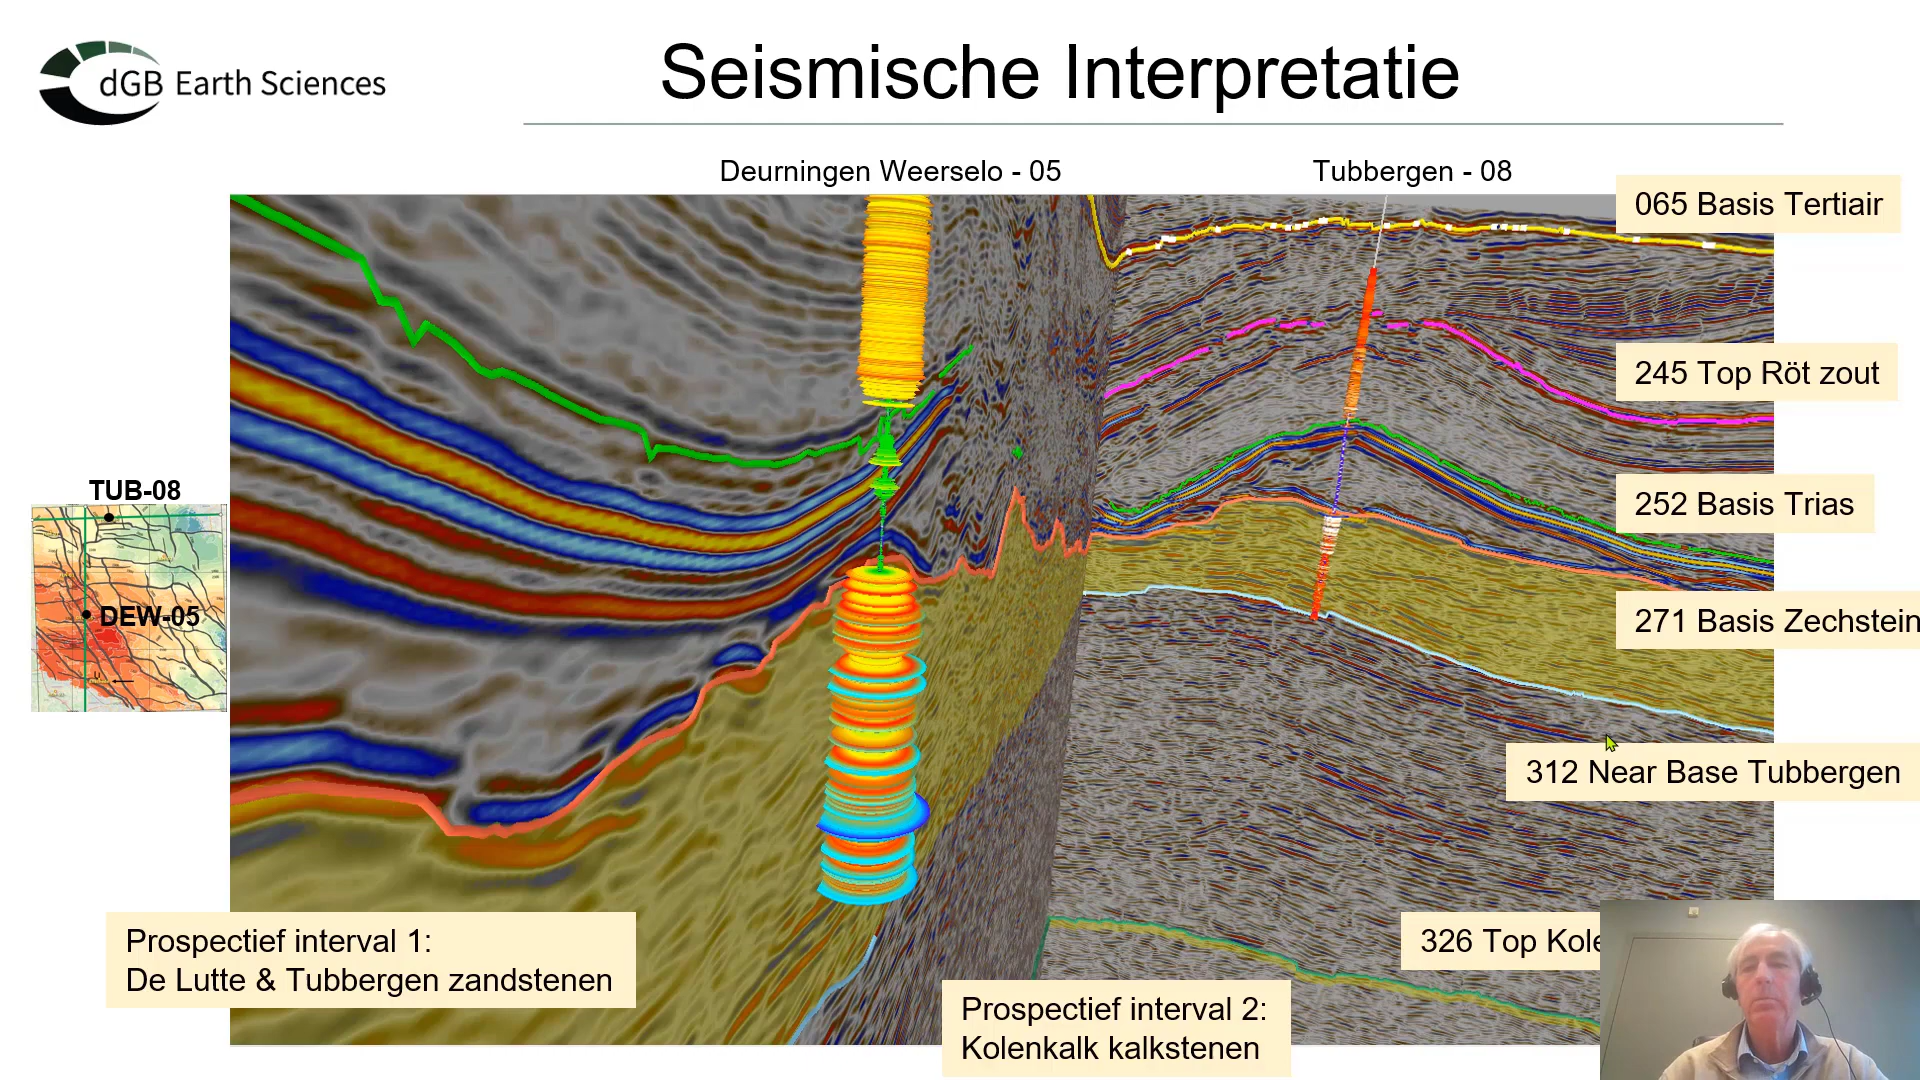 dGB Earth Sciences
Seismische Interpretatie
Deurningen Weerselo - 05
Tubbergen - 08
065 Basis Tertiair
245 Top Röt zout
TUB-08
252 Basis Trias
DEW-05
271 Basis Zechstein
312 Near Base Tubbergen
Prospectief interval 1:
De Lutte & Tubbergen zandstenen
326 Top
Prospectief interval 2:
Kolenkalk kalkstenen